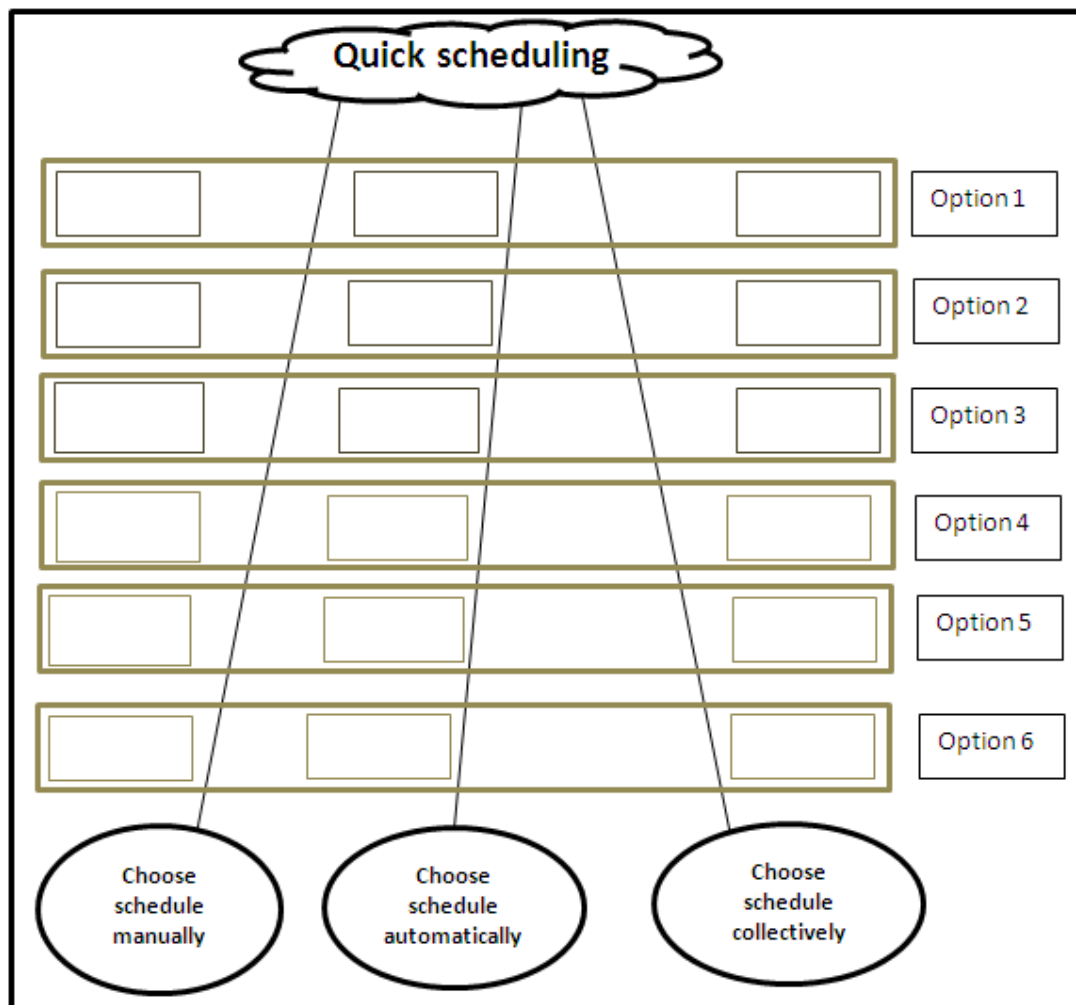 Quick scheduling
Option 1
Option 2
Option 3
Option 4
Option 5
Option 6
Choose
schedule
manually
Choose
schedule
automatically
Choose
schedule
collectively